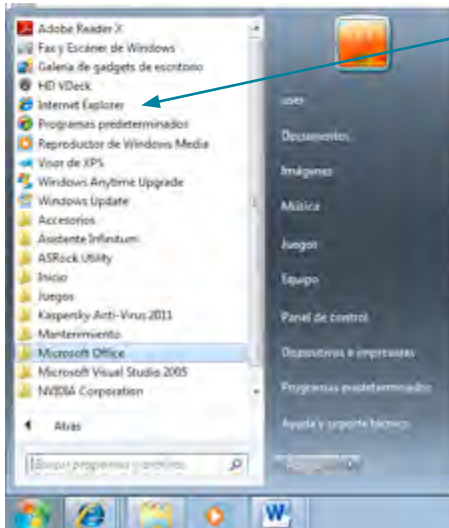 Adobe Reader X
Fax y Escáner de Windows
Galería de gadgets de escritorio
HD VDeck
Internet Explorer
Programas predeterminados
Reproductor de Windows Media
Visor de XPS
Windows Anytime Upgrade
Windows Update
Accesorios
Asistente Infinitum
ASRock Utility
Inicio
Juegos
Kaspersky Anti-Virus 2011
Mantenimiento
Microsoft Office
Microsoft Visual Studio 2005
NVIDIA Corporation
Atrás
Buscar programas y archivos
user
Documentos
Imágenes
Música
Juegos
Equipo
Panel de control
Dispositivos e impresoras
Programas predeterminados
Ayuda y soporte técnico